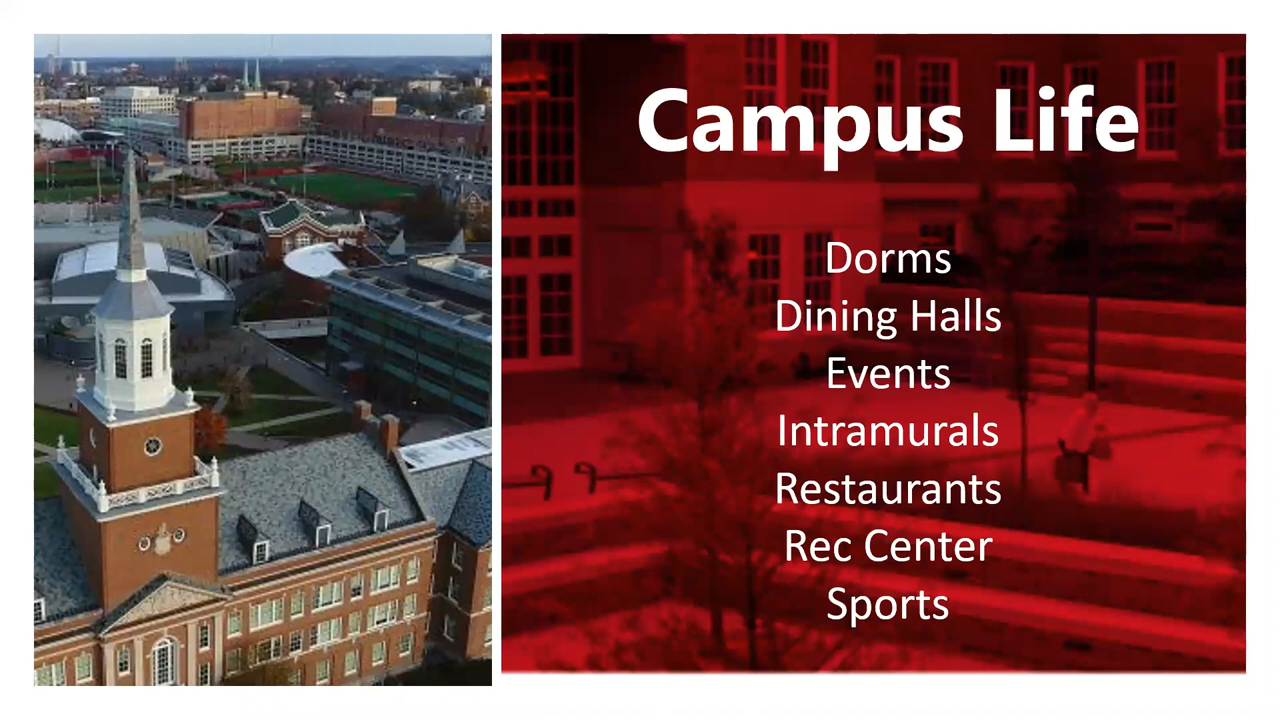 Campus Life
Dorms
Dining Halls
Events
Intramurals
Restaurants
Rec Center
Sports